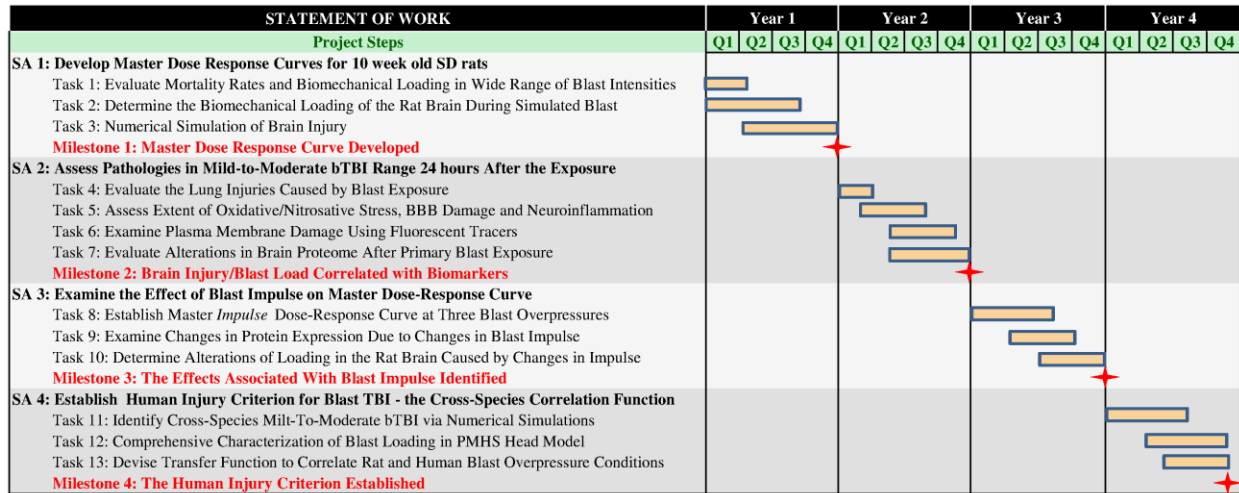 STATEMENT OF WORK Year 1 Year 2 Year 3 Year 4
Project Steps Q1 Q2 Q3 Q4 Q1 Q2 Q3 Q4 Q1 Q2 Q3 Q4 Q1 Q2 Q3 Q4
SA 1: Develop Master Dose Response Curves for 10 week old SD rats
Task 1: Evaluate Mortality Rates and Biomechanical Loading in Wide Range of Blast Intensities
Task 2: Determine the Biomechanical Loading of the Rat Brain During Simulated Blast
Task 3: Numerical Simulation of Brain Injury
Milestone 1: Master Dose Response Curve Developed
SA 2: Assess Pathologies in Mild-to-Moderate bTBI Range 24 hours After the Exposure
Task 4: Evaluate the Lung Injuries Caused by Blast Exposure
Task 5: Assess Extent of Oxidative/Nitrosative Stress, BBB Damage and Neuroinflammation
Task 6: Examine Plasma Membrane Damage Using Fluorescent Tracers
Task 7: Evaluate Alterations in Brain Proteome After Primary Blast Exposure
Milestone 2: Brain Injury/Blast Load Correlated with Biomarkers
SA 3: Examine the Effect of Blast Impulse on Master Dose-Response Curve
Task 8: Establish Master Impulse Dose-Response Curve at Three Blast Overpressures
Task 9: Examine Changes in Protein Expression Due to Changes in Blast Impulse
Task 10: Determine Alterations of Loading in the Rat Brain Caused by Changes in Impulse
Milestone 3: The Effects Associated With Blast Impulse Identified
SA 4: Establish Human Injury Criterion for Blast TBI - the Cross-Species Correlation Function
Task 11: Identify Cross-Species Milt-To-Moderate bTBI via Numerical Simulations
Task 12: Comprehensive Characterization of Blast Loading in PMHS Head Model
Task 13: Devise Transfer Function to Correlate Rat and Human Blast Overpressure Conditions
Milestone 4: The Human Injury Criterion Established